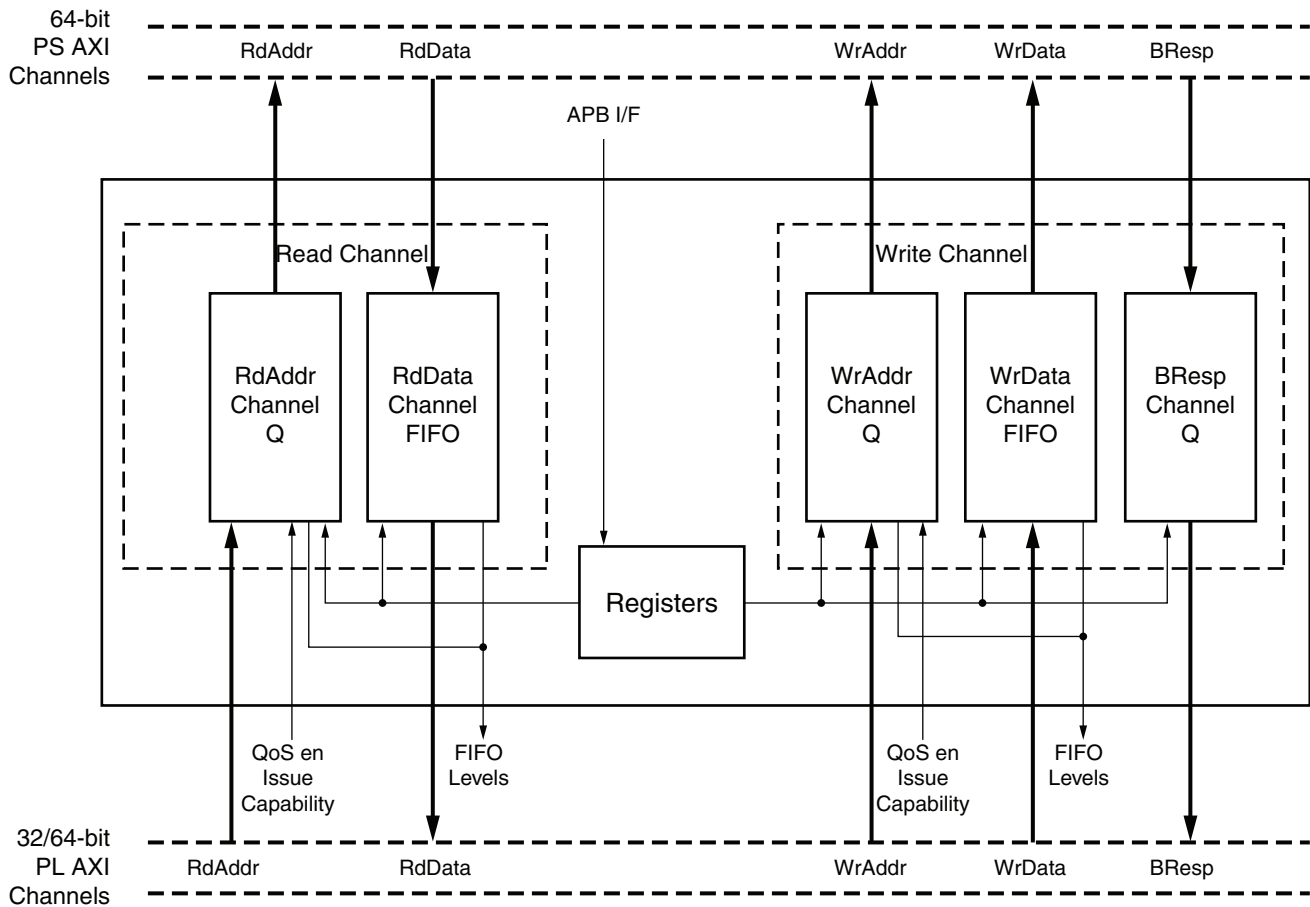 64-bit
PS AXI
Channels
RdAddr
RdData
WrAddr
WrData
BResp
APB I/F
Read Channel
Write Channel
RdAddr
Channel
Q
RdData
Channel
FIFO
WrAddr
Channel
Q
WrData
Channel
FIFO
BResp
Channel
Q
Registers
QoS en
Issue
Capability
FIFO
Levels
QoS en
Issue
Capability
FIFO
Levels
32/64-bit
PL AXI
Channels
RdAddr
RdData
WrAddr
WrData
BResp